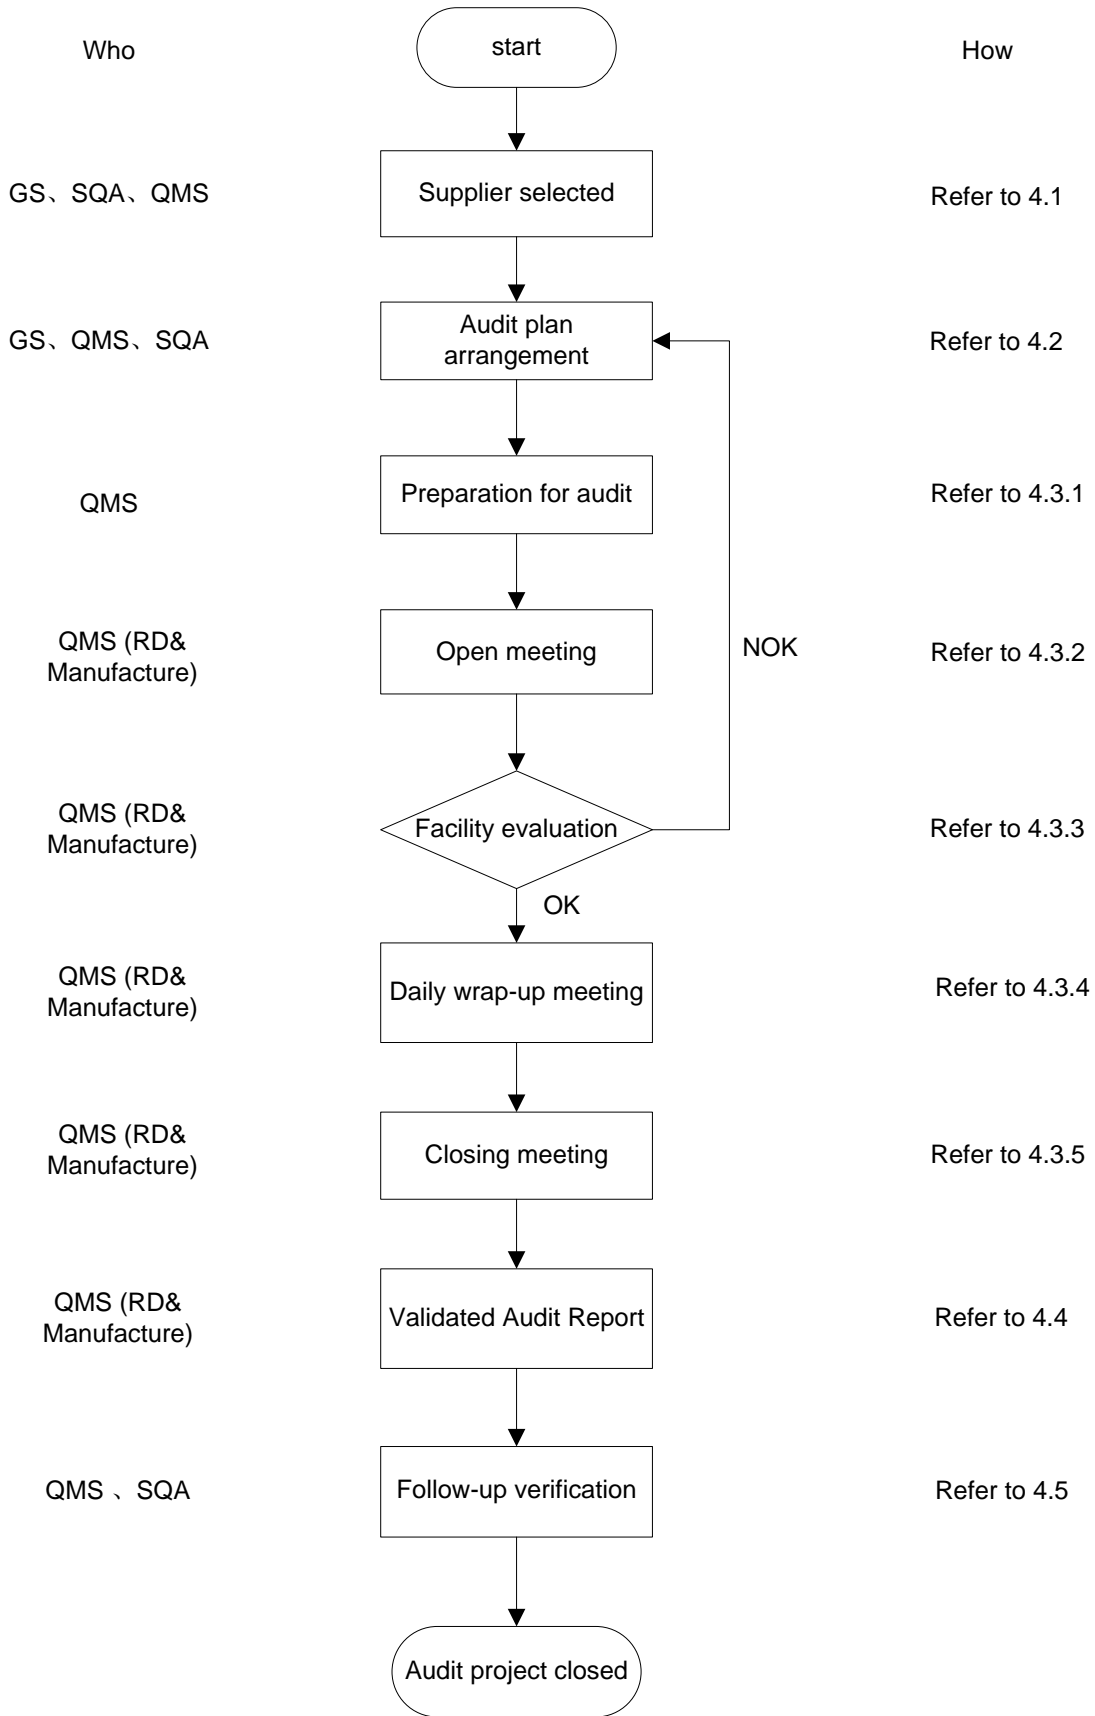 Who
start
How
GS、SQA、QMS
Supplier selected
Refer to 4.1
GS、QMS、SQA
Audit plan
arrangement
Refer to 4.2
QMS
Preparation for audit
Refer to 4.3.1
QMS (RD&
Manufacture)
Open meeting
NOK
Refer to 4.3.2
QMS (RD&
Manufacture)
Facility evaluation
Refer to 4.3.3
OK
QMS (RD&
Manufacture)
Daily wrap-up meeting
Refer to 4.3.4
QMS (RD&
Manufacture)
Closing meeting
Refer to 4.3.5
QMS (RD&
Manufacture)
Validated Audit Report
Refer to 4.4
QMS 、SQA
Follow-up verification
Refer to 4.5
Audit project closed